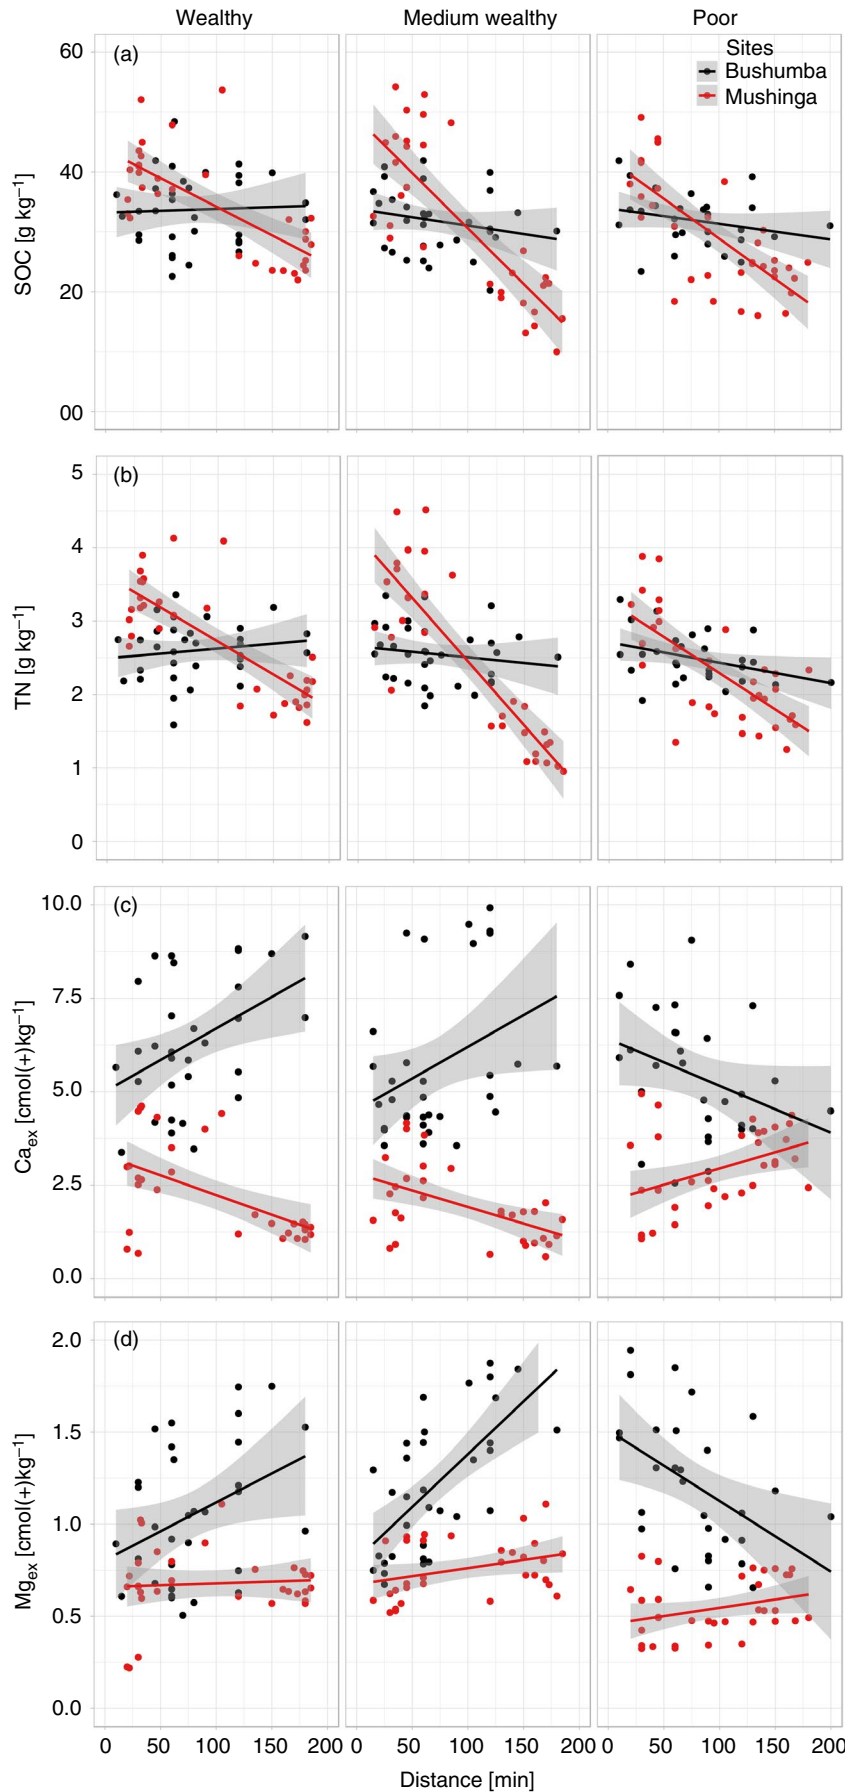 Wealthy Medium wealthy Poor
(a)
Sites
Bushumba
Mushinga
SOC [g kg⁻¹]
60
40
20
00
(b)
TN [g kg⁻¹]
5
4
3
2
1
0
(c)
Ca_ex [cmol(+)kg⁻¹]
10.0
7.5
5.0
2.5
0.0
(d)
Mg_ex [cmol(+)kg⁻¹]
2.0
1.5
1.0
0.5
0.0
0 50 100 150 200 0 50 100 150 200 0 50 100 150 200
Distance [min]